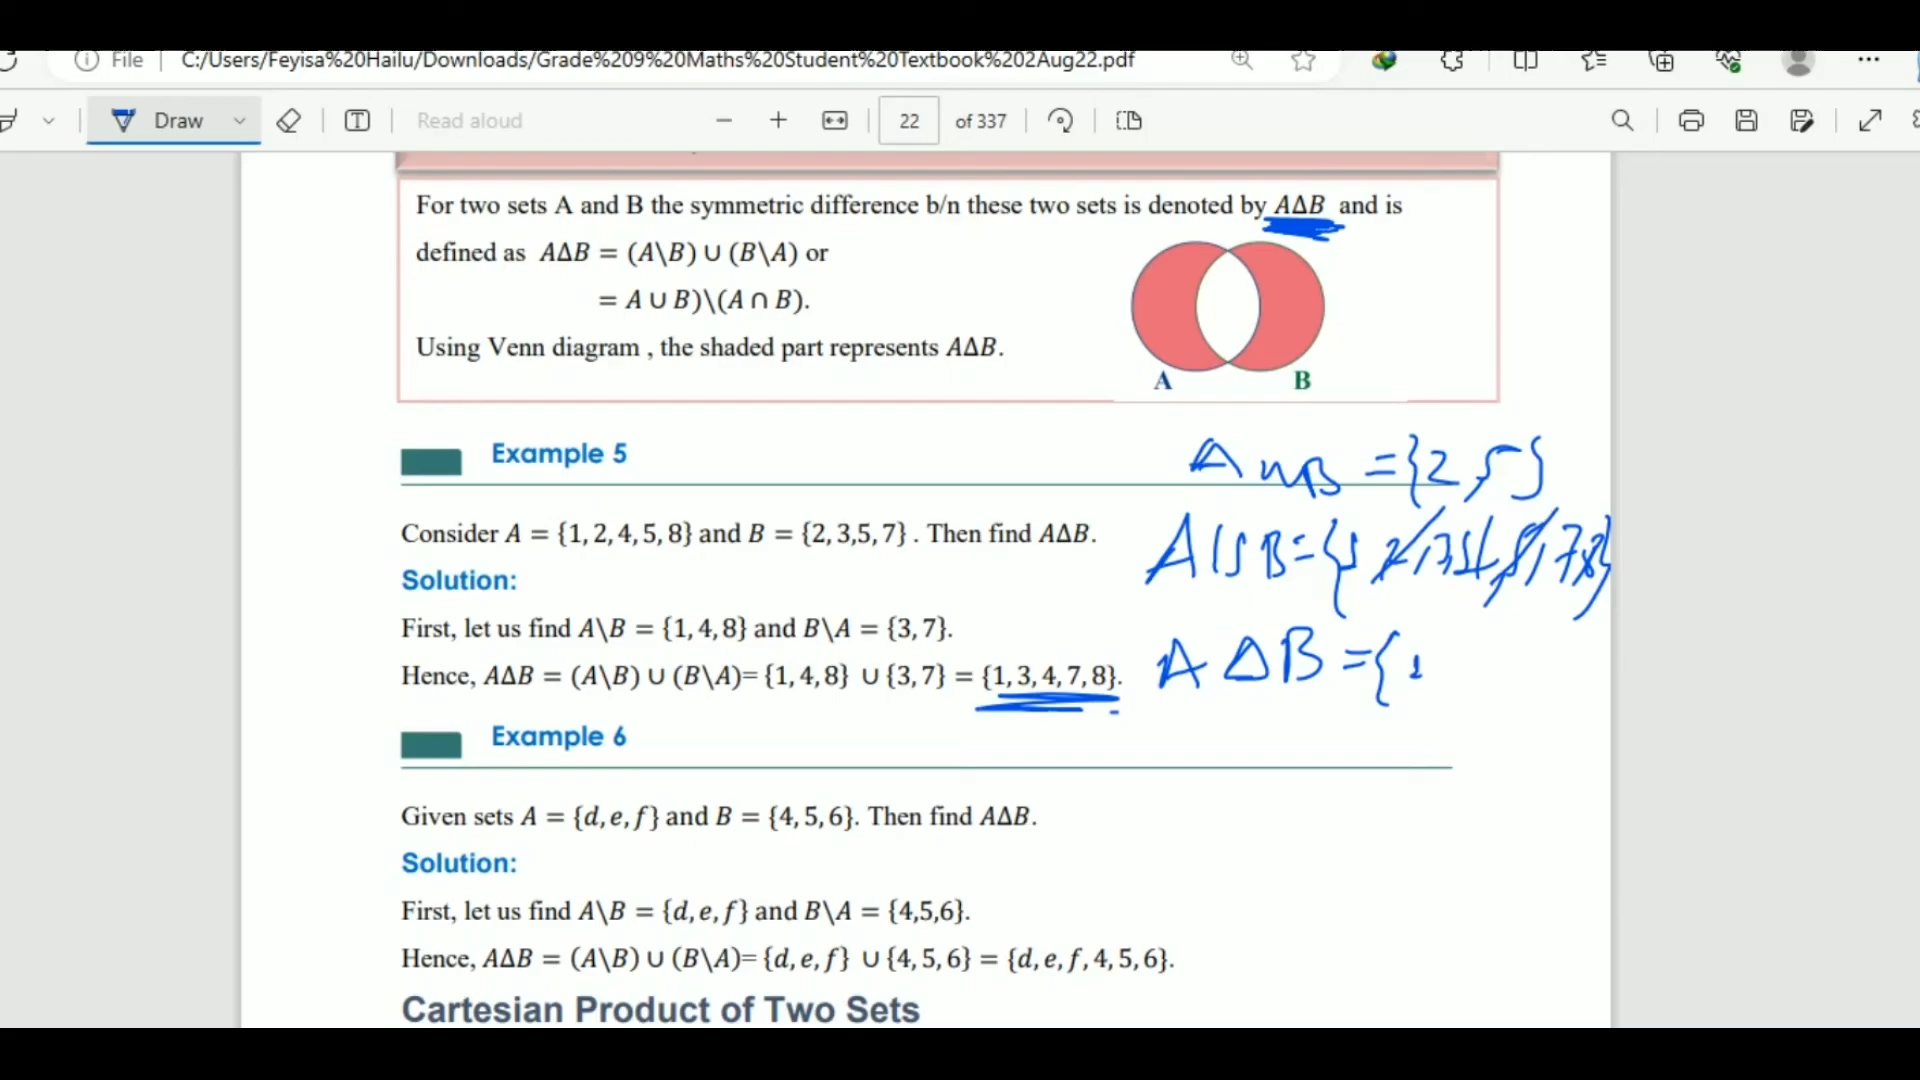 File C:/Users/Feyisa%20Hailu/Downloads/Grade%209%20Maths%20Student%20Textbook%202Aug22.pdf
Draw Read aloud 22 of 337
For two sets A and B the symmetric difference b/n these two sets is denoted by AΔB and is
defined as AΔB = (A\B) ∪ (B\A) or
= A ∪ B)\(A ∩ B).
Using Venn diagram , the shaded part represents AΔB.
A B
Example 5
A ∩ B = {2, 5}
Consider A = {1, 2, 4, 5, 8} and B = {2, 3,5, 7} . Then find AΔB.
Solution:
First, let us find A\B = {1, 4, 8} and B\A = {3, 7}.
Hence, AΔB = (A\B) ∪ (B\A)= {1, 4, 8} ∪ {3, 7} = {1, 3, 4, 7, 8}.
A Δ B = { 1
Example 6
Given sets A = {d, e, f} and B = {4, 5, 6}. Then find AΔB.
Solution:
First, let us find A\B = {d, e, f} and B\A = {4,5,6}.
Hence, AΔB = (A\B) ∪ (B\A)= {d, e, f} ∪ {4, 5, 6} = {d, e, f, 4, 5, 6}.
Cartesian Product of Two Sets